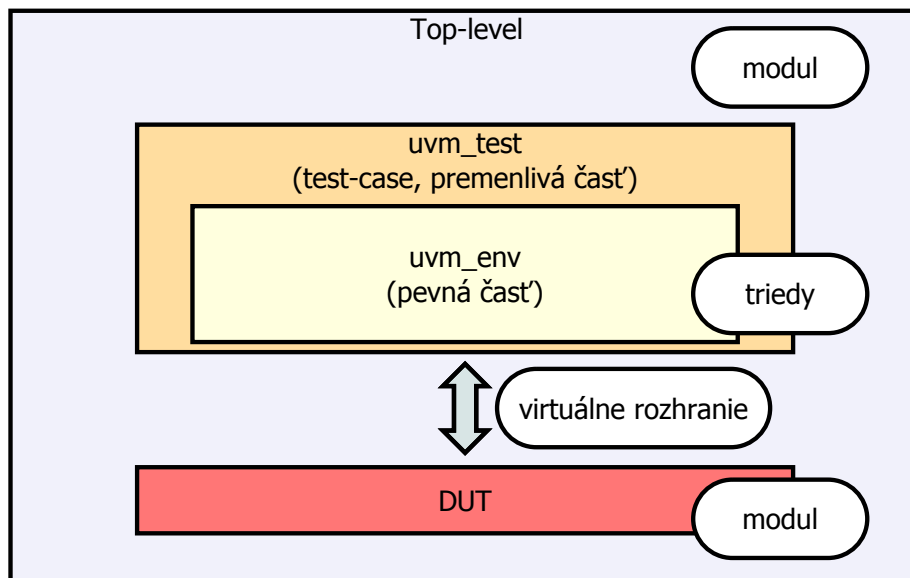 Top-level
modul
uvm_test
(test-case, premenlivá časť)
uvm_env
(pevná časť)
triedy
virtuálne rozhranie
DUT
modul